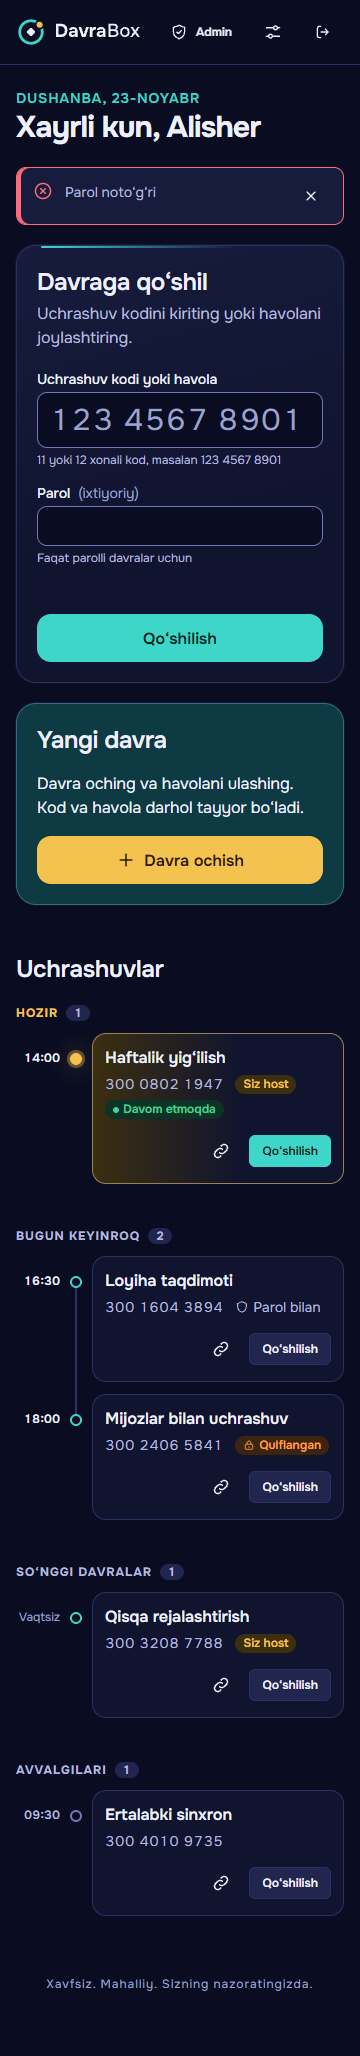 DavraBox Admin
DUSHANBA, 23-NOYABR
Xayrli kun, Alisher
Parol noto‘g‘ri
Davraga qo‘shil
Uchrashuv kodini kiriting yoki havolani
joylashtiring.
Uchrashuv kodi yoki havola
123 4567 8901
11 yoki 12 xonali kod, masalan 123 4567 8901
Parol (ixtiyoriy)
Faqat parolli davralar uchun
Qo‘shilish
Yangi davra
Davra oching va havolani ulashing.
Kod va havola darhol tayyor bo‘ladi.
Davra ochish
Uchrashuvlar
HOZIR 1
14:00 Haftalik yig‘ilish
300 0802 1947 Siz host
Davom etmoqda
Qo‘shilish
BUGUN KEYINROQ 2
16:30 Loyiha taqdimoti
300 1604 3894 Parol bilan
Qo‘shilish
18:00 Mijozlar bilan uchrashuv
300 2406 5841 Qulflangan
Qo‘shilish
SO‘NGGI DAVRALAR 1
Vaqtsiz Qisqa rejalashtirish
300 3208 7788 Siz host
Qo‘shilish
AVVALGILARI 1
09:30 Ertalabki sinxron
300 4010 9735
Qo‘shilish
Xavfsiz. Mahalliy. Sizning nazoratingizda.